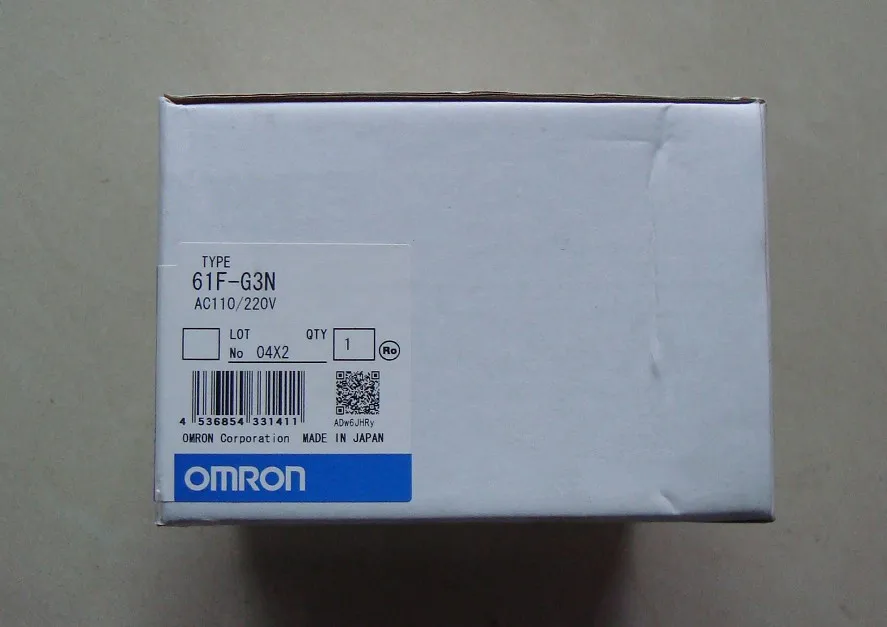 TYPE
61F-G3N
AC110/220V
LOT QTY
No 04X2 1 Ro
4 536854 331411
ADw6JHRy
OMRON Corporation MADE IN JAPAN
OMRON